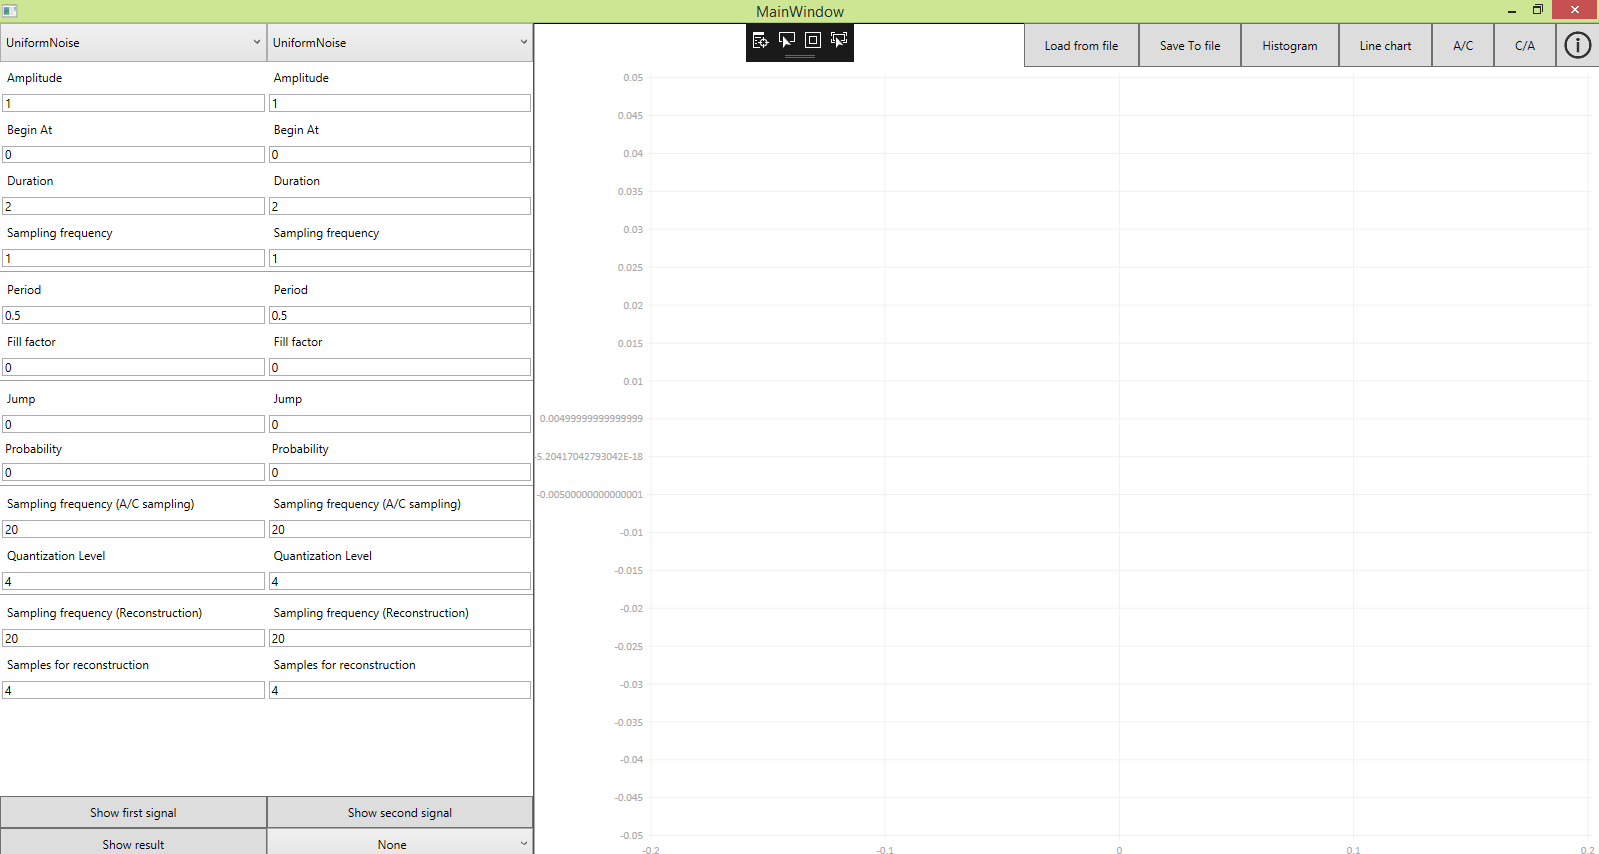 MainWindow
UniformNoise UniformNoise
Load from file Save To file Histogram Line chart A/C C/A
Amplitude Amplitude
1 1
Begin At Begin At
0 0
Duration Duration
2 2
Sampling frequency Sampling frequency
1 1
Period Period
0.5 0.5
Fill factor Fill factor
0 0
Jump Jump
0 0
Probability Probability
0 0
Sampling frequency (A/C sampling) Sampling frequency (A/C sampling)
20 20
Quantization Level Quantization Level
4 4
Sampling frequency (Reconstruction) Sampling frequency (Reconstruction)
20 20
Samples for reconstruction Samples for reconstruction
4 4
Show first signal Show second signal
Show result None
0.05
0.045
0.04
0.035
0.03
0.025
0.02
0.015
0.01
0.00499999999999999
-5.20417042793042E-18
-0.00500000000000001
-0.01
-0.015
-0.02
-0.025
-0.03
-0.035
-0.04
-0.045
-0.05
-0.2 -0.1 0 0.1 0.2